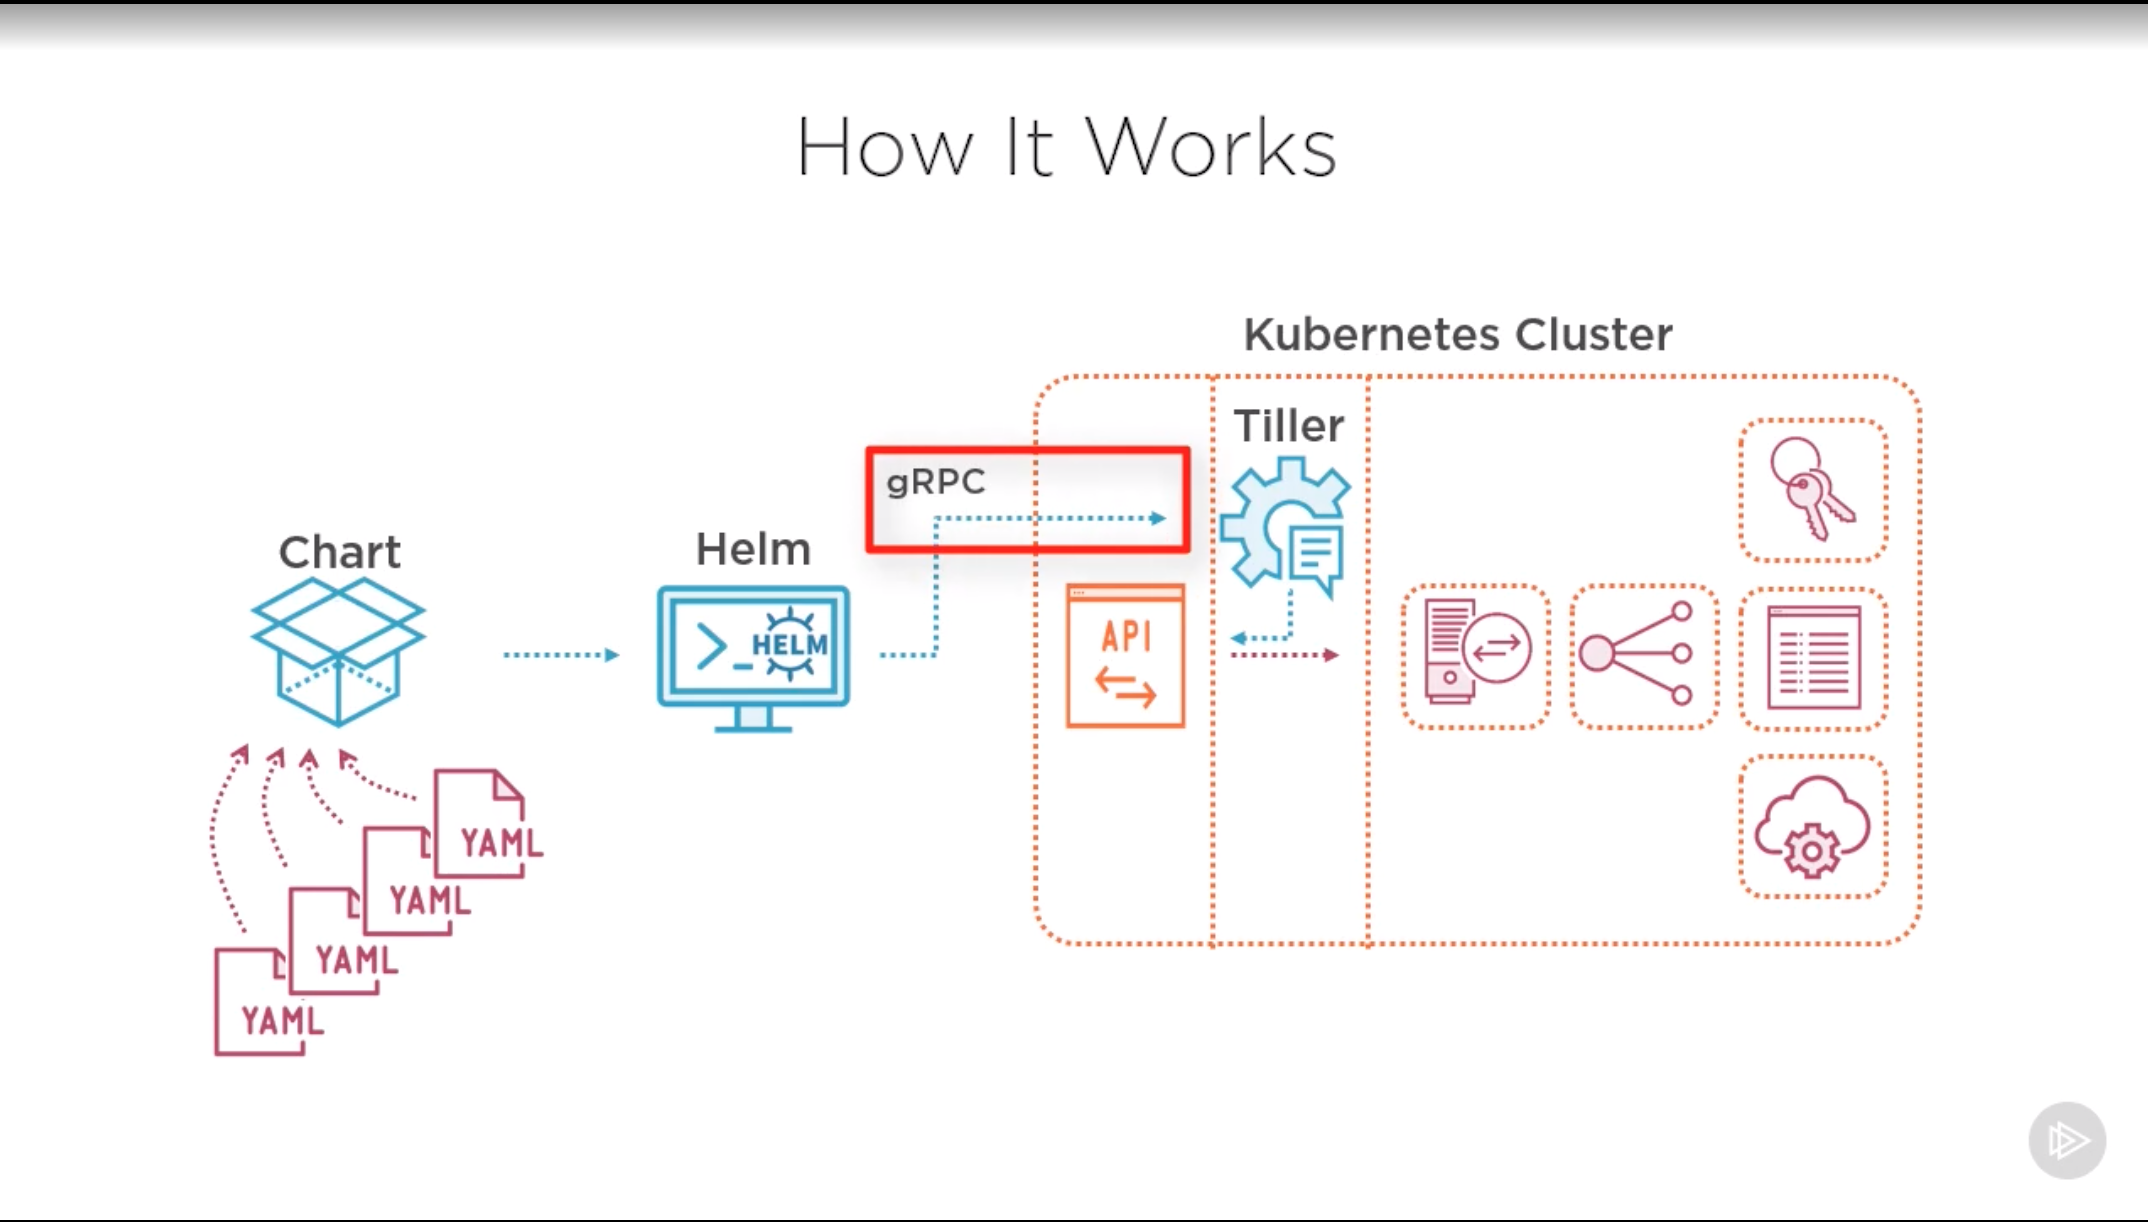 How It Works
Kubernetes Cluster
Tiller
gRPC
Chart
Helm
>_ HELM
API
YAML
YAML
YAML
YAML